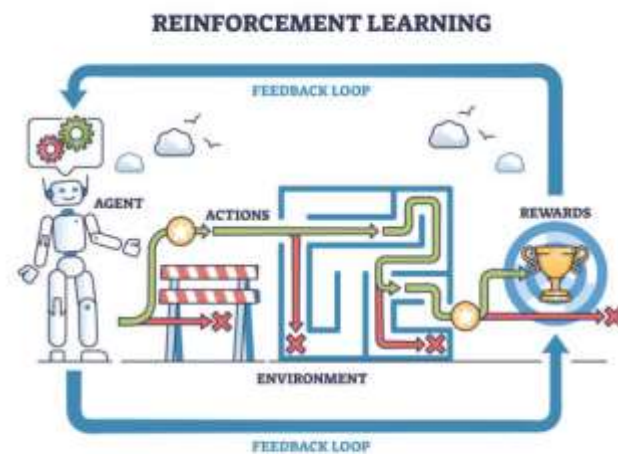 REINFORCEMENT LEARNING
FEEDBACK LOOP
AGENT
ACTIONS
REWARDS
ENVIRONMENT
FEEDBACK LOOP